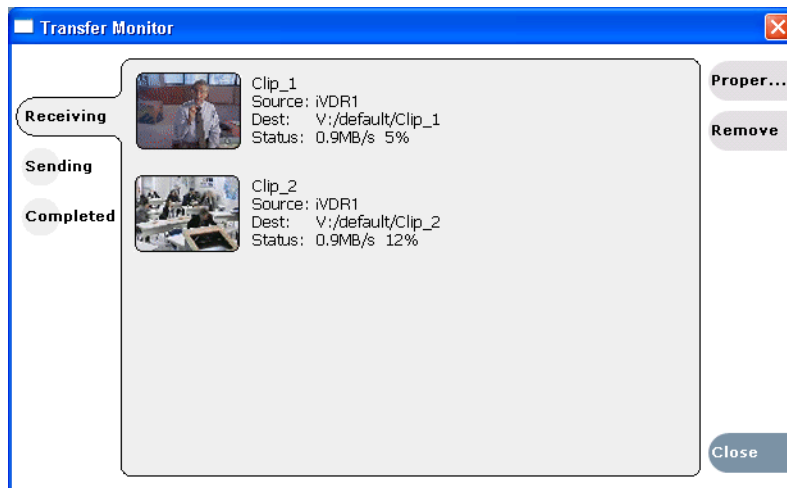 Transfer Monitor
Receiving
Sending
Completed
Clip_1
Source: iVDR1
Dest: V:/default/Clip_1
Status: 0.9MB/s 5%
Clip_2
Source: iVDR1
Dest: V:/default/Clip_2
Status: 0.9MB/s 12%
Proper...
Remove
Close